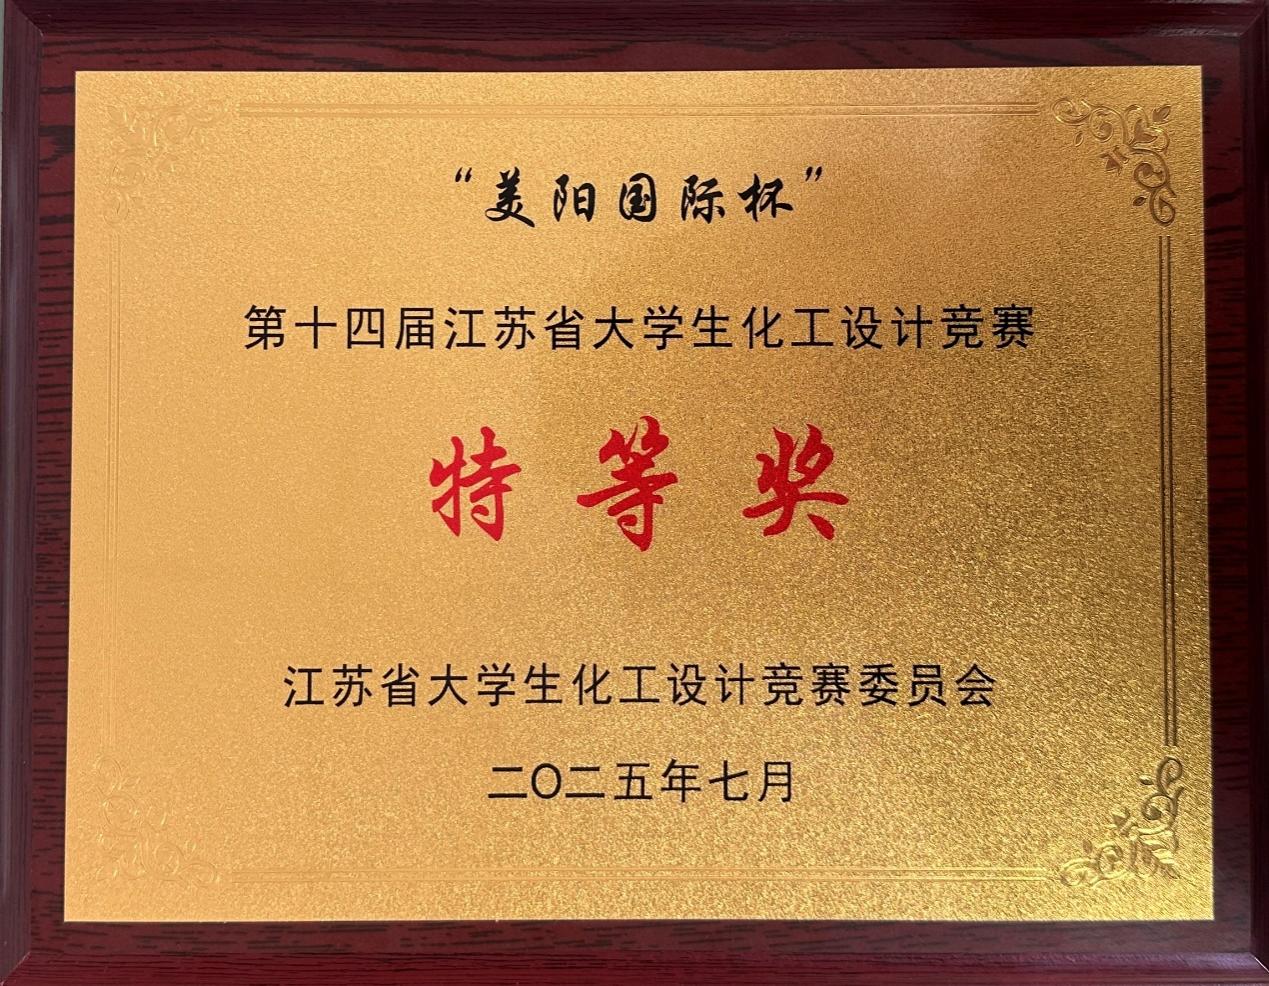 “美阳国际杯”
第十四届江苏省大学生化工设计竞赛
特等奖
江苏省大学生化工设计竞赛委员会
二〇二五年七月